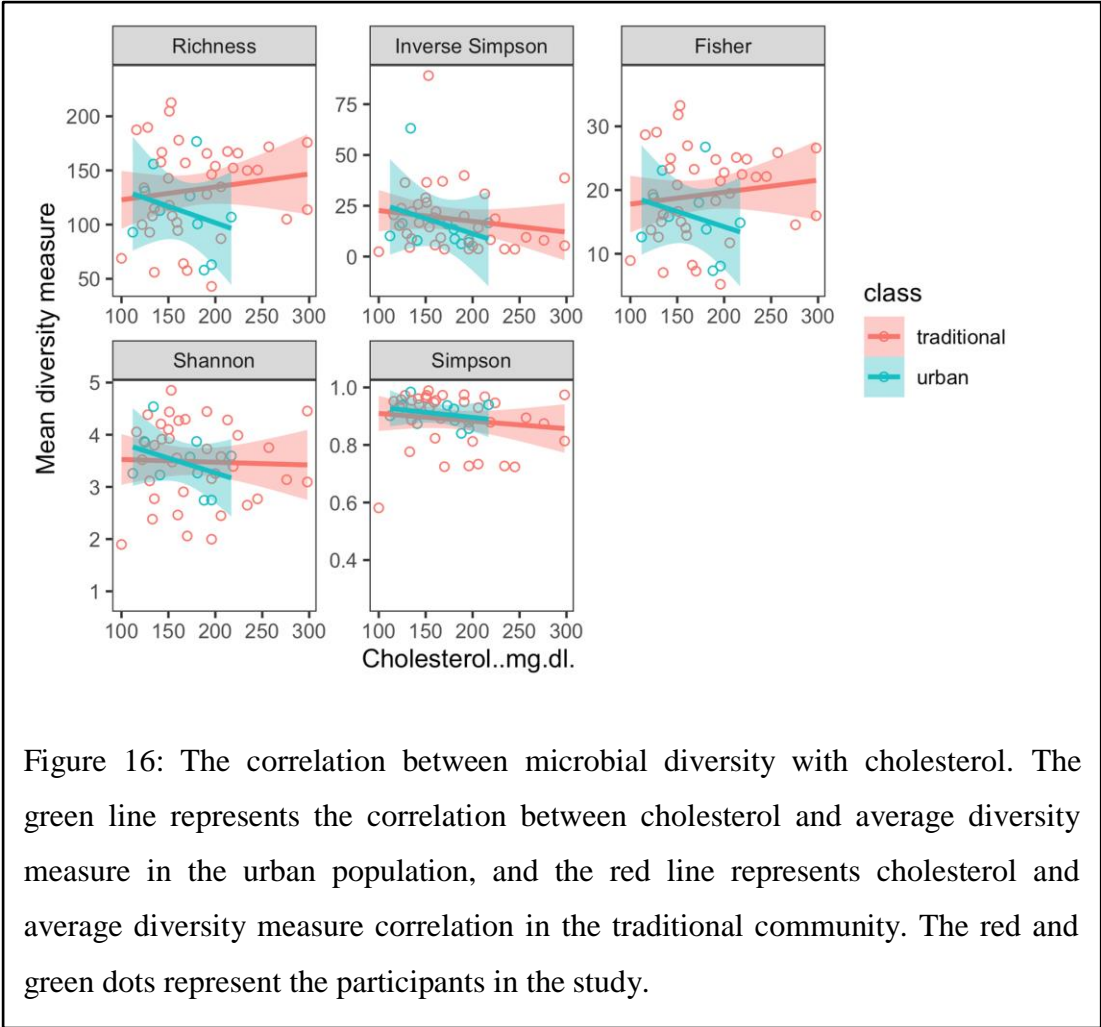 Richness
Inverse Simpson
Fisher
200
150
100
50
75
50
25
0
30
20
10
100 150 200 250 300
100 150 200 250 300
100 150 200 250 300
Mean diversity measure
class
traditional
urban
Shannon
Simpson
5
4
3
2
1
1.0
0.8
0.6
0.4
100 150 200 250 300
100 150 200 250 300
Cholesterol..mg.dl.
Figure 16: The correlation between microbial diversity with cholesterol. The
green line represents the correlation between cholesterol and average diversity
measure in the urban population, and the red line represents cholesterol and
average diversity measure correlation in the traditional community. The red and
green dots represent the participants in the study.